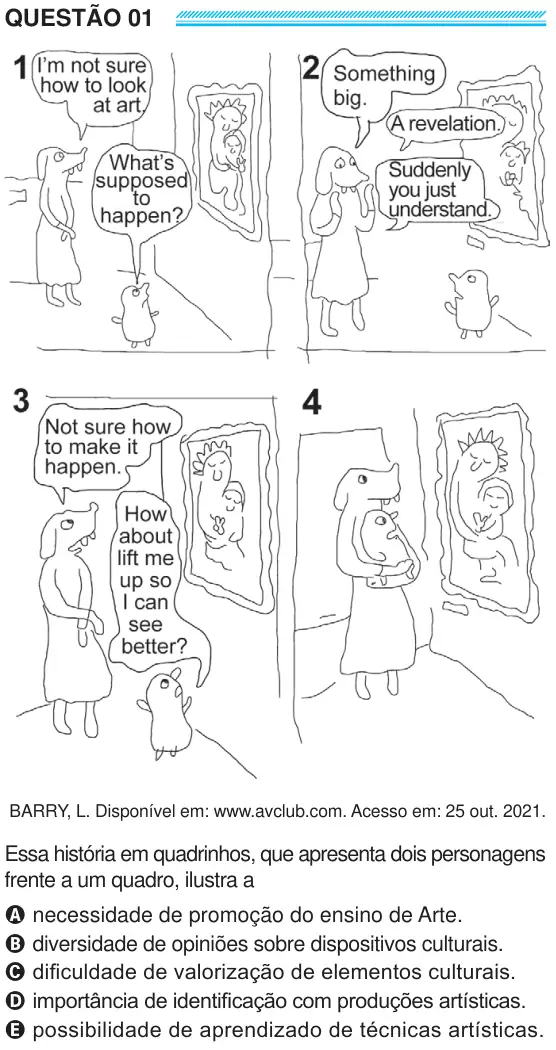 QUESTÃO 01
1
I'm not sure
how to look
at art.
What's
supposed
to
happen?
2
Something
big.
A revelation.
Suddenly
you just
understand.
3
Not sure how
to make it
happen.
How
about
lift me
up so
I can
see
better?
4
BARRY, L. Disponível em: www.avclub.com. Acesso em: 25 out. 2021.
Essa história em quadrinhos, que apresenta dois personagens
frente a um quadro, ilustra a
A necessidade de promoção do ensino de Arte.
B diversidade de opiniões sobre dispositivos culturais.
C dificuldade de valorização de elementos culturais.
D importância de identificação com produções artísticas.
E possibilidade de aprendizado de técnicas artísticas.